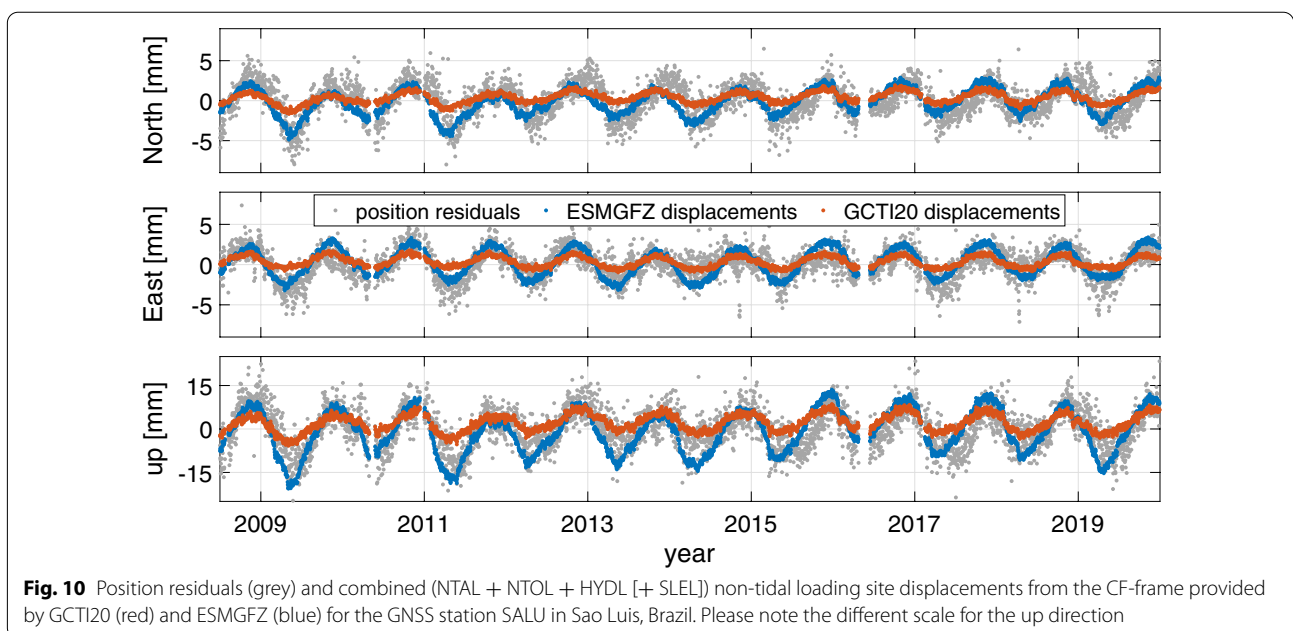 North [mm]
5
0
-5
East [mm]
5
0
-5
position residuals ESMGFZ displacements GCTI20 displacements
up [mm]
15
0
-15
2009 2011 2013 2015 2017 2019
year
Fig. 10 Position residuals (grey) and combined (NTAL + NTOL + HYDL [+ SLEL]) non-tidal loading site displacements from the CF-frame provided
by GCTI20 (red) and ESMGFZ (blue) for the GNSS station SALU in Sao Luis, Brazil. Please note the different scale for the up direction